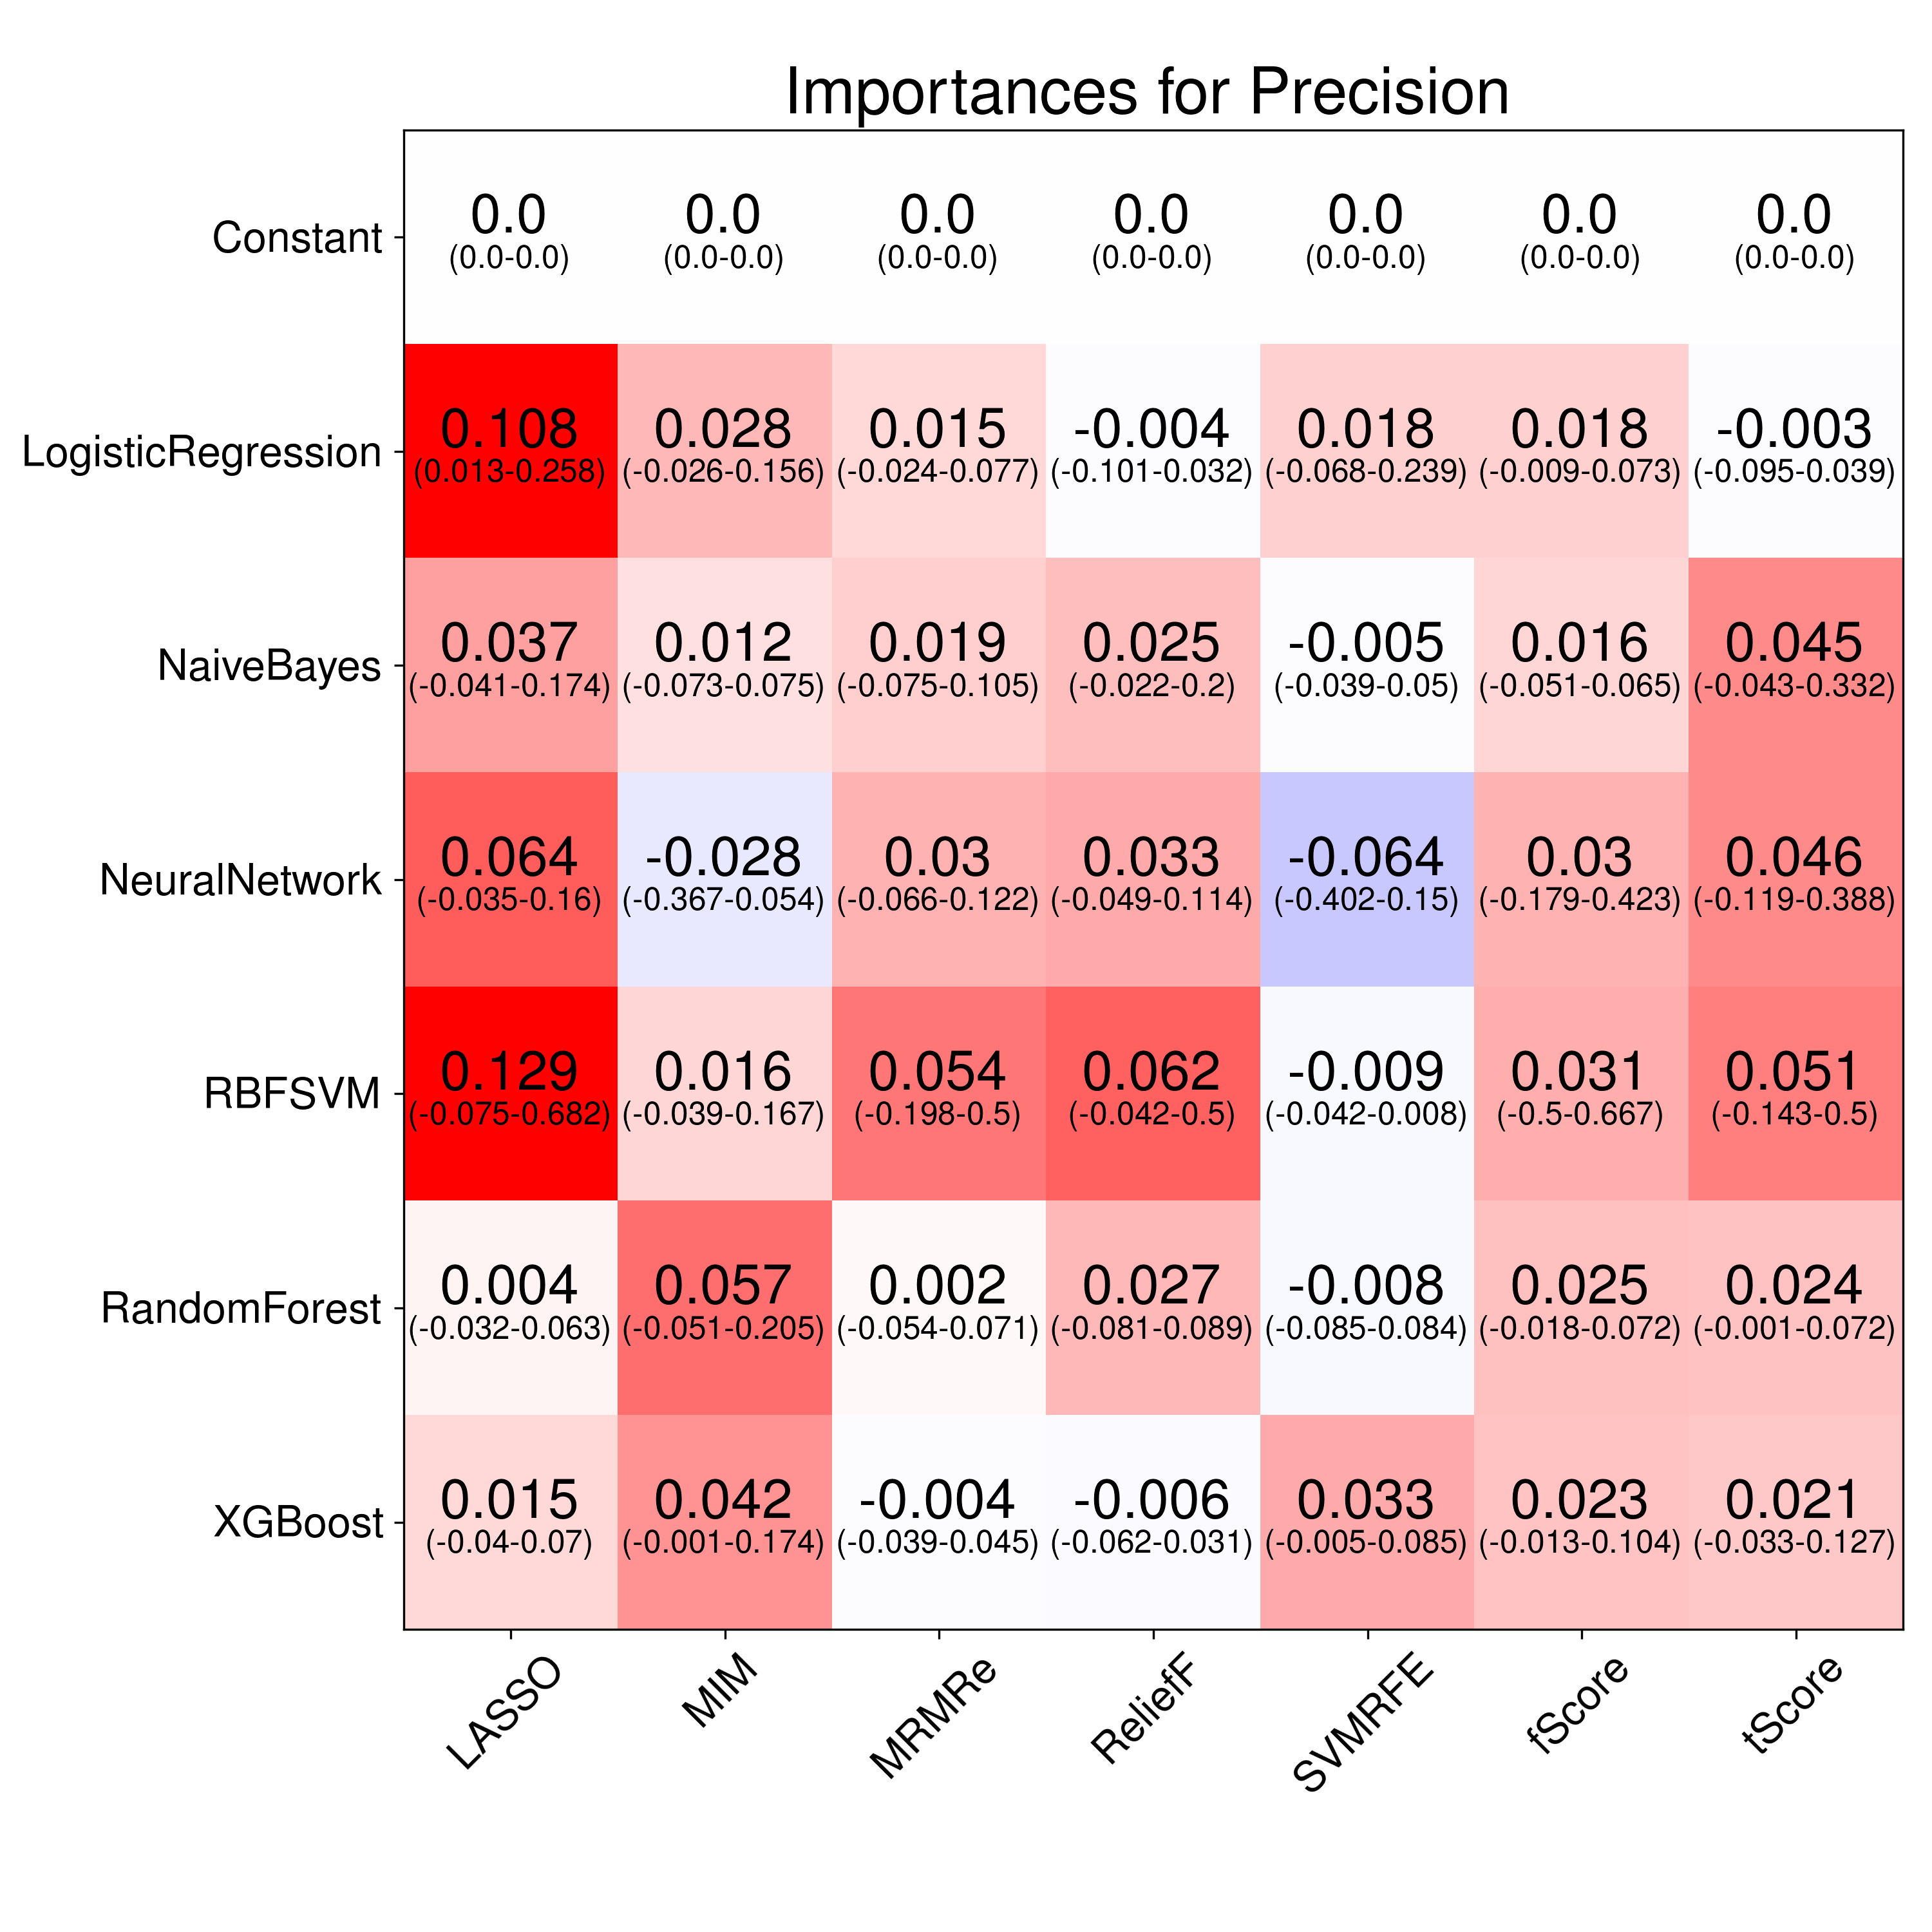 Importances for Precision
Constant 0.0 0.0 0.0 0.0 0.0 0.0 0.0
(0.0-0.0) (0.0-0.0) (0.0-0.0) (0.0-0.0) (0.0-0.0) (0.0-0.0) (0.0-0.0)
LogisticRegression 0.108 0.028 0.015 -0.004 0.018 0.018 -0.003
(0.013-0.258) (-0.026-0.156) (-0.024-0.077) (-0.101-0.032) (-0.068-0.239) (-0.009-0.073) (-0.095-0.039)
NaiveBayes 0.037 0.012 0.019 0.025 -0.005 0.016 0.045
(-0.041-0.174) (-0.073-0.075) (-0.075-0.105) (-0.022-0.2) (-0.039-0.05) (-0.051-0.065) (-0.043-0.332)
NeuralNetwork 0.064 -0.028 0.03 0.033 -0.064 0.03 0.046
(-0.035-0.16) (-0.367-0.054) (-0.066-0.122) (-0.049-0.114) (-0.402-0.15) (-0.179-0.423) (-0.119-0.388)
RBFSVM 0.129 0.016 0.054 0.062 -0.009 0.031 0.051
(-0.075-0.682) (-0.039-0.167) (-0.198-0.5) (-0.042-0.5) (-0.042-0.008) (-0.5-0.667) (-0.143-0.5)
RandomForest 0.004 0.057 0.002 0.027 -0.008 0.025 0.024
(-0.032-0.063) (-0.051-0.205) (-0.054-0.071) (-0.081-0.089) (-0.085-0.084) (-0.018-0.072) (-0.001-0.072)
XGBoost 0.015 0.042 -0.004 -0.006 0.033 0.023 0.021
(-0.04-0.07) (-0.001-0.174) (-0.039-0.045) (-0.062-0.031) (-0.005-0.085) (-0.013-0.104) (-0.033-0.127)
LASSO MIM MRMRe ReliefF SVMRFE fScore tScore